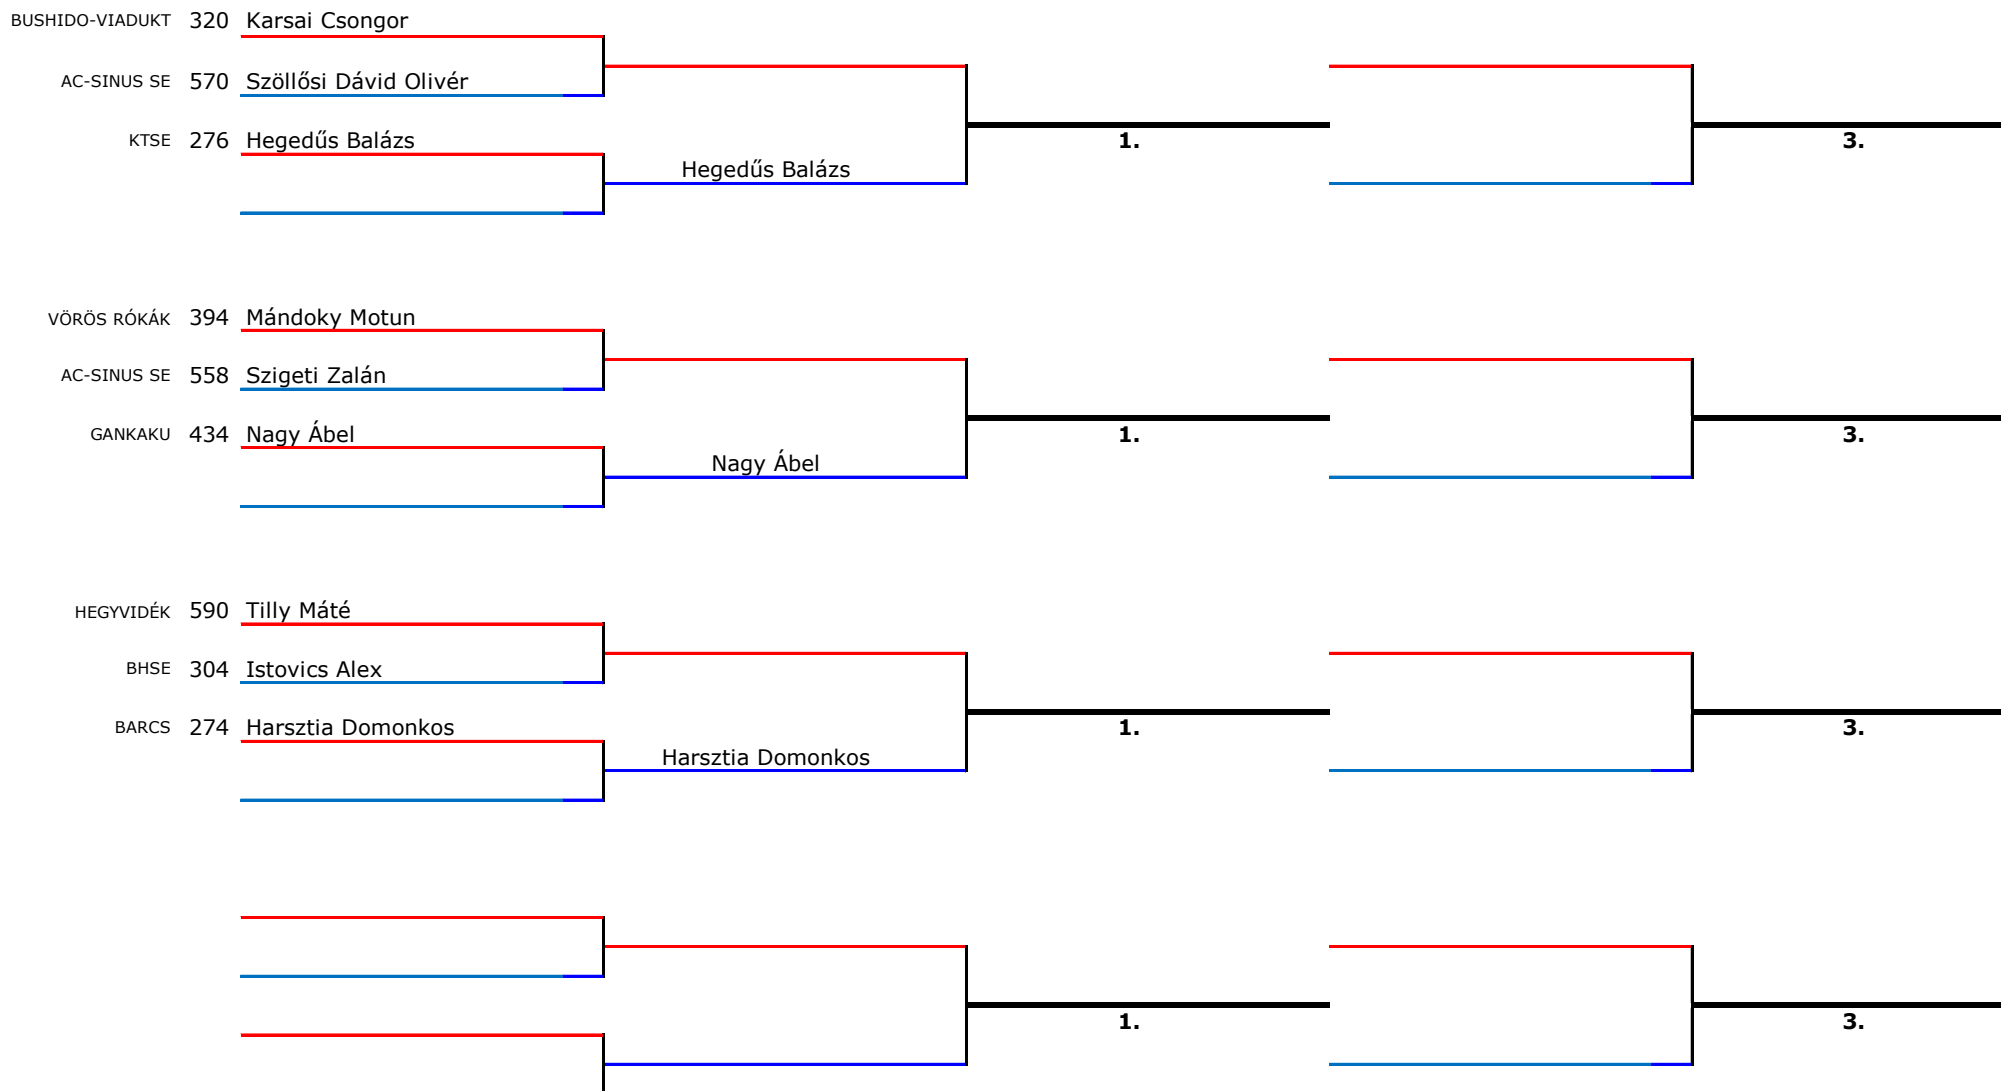 BUSHIDO-VIADUKT 320 Karsai Csongor
AC-SINUS SE 570 Szöllősi Dávid Olivér
KTSE 276 Hegedűs Balázs
1.
3.
Hegedűs Balázs
VÖRÖS RÓKÁK 394 Mándoky Motun
AC-SINUS SE 558 Szigeti Zalán
GANKAKU 434 Nagy Ábel
1.
3.
Nagy Ábel
HEGYVIDÉK 590 Tilly Máté
BHSE 304 Istovics Alex
BARCS 274 Harsztia Domonkos
1.
3.
Harsztia Domonkos
1.
3.